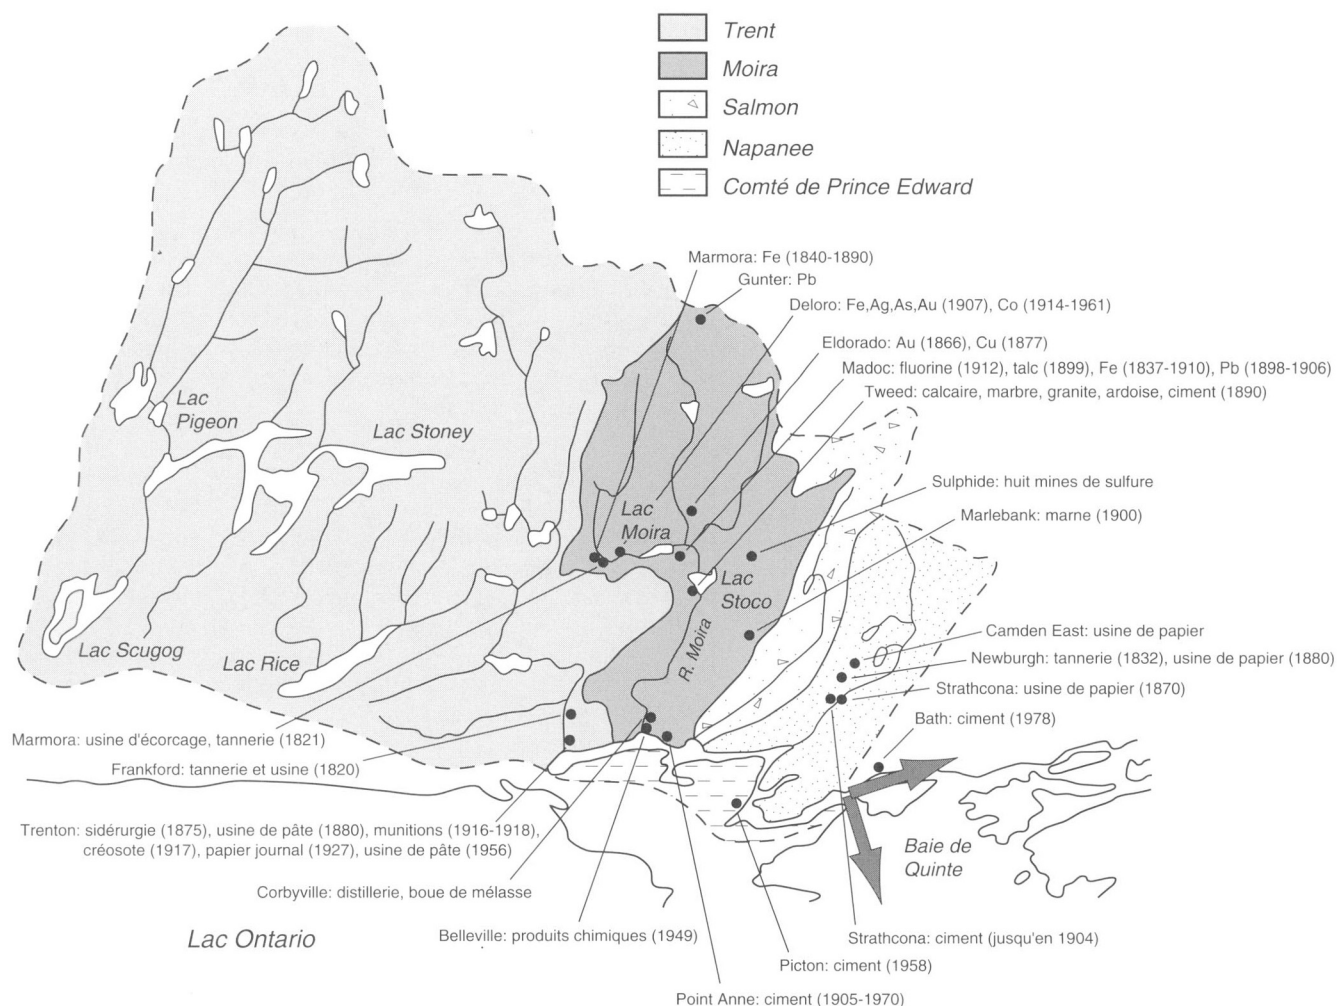 Trent
Moira
Salmon
Napanee
Comté de Prince Edward
Marmora: Fe (1840-1890)
Gunter: Pb
Deloro: Fe,Ag,As,Au (1907), Co (1914-1961)
Eldorado: Au (1866), Cu (1877)
Madoc: fluorine (1912), talc (1899), Fe (1837-1910), Pb (1898-1906)
Tweed: calcaire, marbre, granite, ardoise, ciment (1890)
Lac
Pigeon
Lac Stoney
Sulphide: huit mines de sulfure
Lac
Moira
Marlebank: marne (1900)
Lac
Stoco
R. Moira
Camden East: usine de papier
Lac Scugog
Lac Rice
Newburgh: tannerie (1832), usine de papier (1880)
Strathcona: usine de papier (1870)
Bath: ciment (1978)
Marmora: usine d'écorcage, tannerie (1821)
Frankford: tannerie et usine (1820)
Trenton: sidérurgie (1875), usine de pâte (1880), munitions (1916-1918),
créosote (1917), papier journal (1927), usine de pâte (1956)
Baie de
Quinte
Corbyville: distillerie, boue de mélasse
Lac Ontario
Belleville: produits chimiques (1949)
Strathcona: ciment (jusqu'en 1904)
Picton: ciment (1958)
Point Anne: ciment (1905-1970)